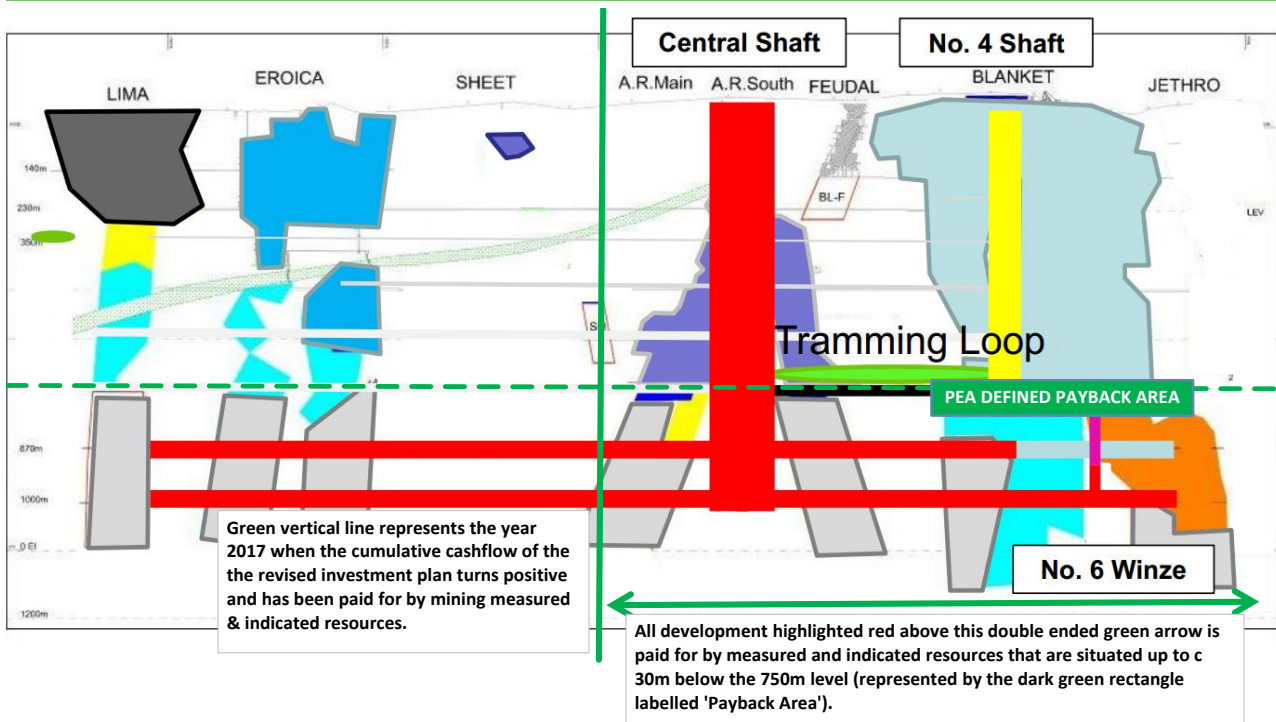 Central Shaft
No. 4 Shaft
LIMA
EROICA
SHEET
A.R.Main
A.R.South
FEUDAL
BLANKET
JETHRO
140m
230m
350m
BL-F
LEV
Tramming Loop
2
PEA DEFINED PAYBACK AREA
870m
1000m
1200m
No. 6 Winze
Green vertical line represents the year
2017 when the cumulative cashflow of the
the revised investment plan turns positive
and has been paid for by mining measured
& indicated resources.
All development highlighted red above this double ended green arrow is
paid for by measured and indicated resources that are situated up to c
30m below the 750m level (represented by the dark green rectangle
labelled 'Payback Area').